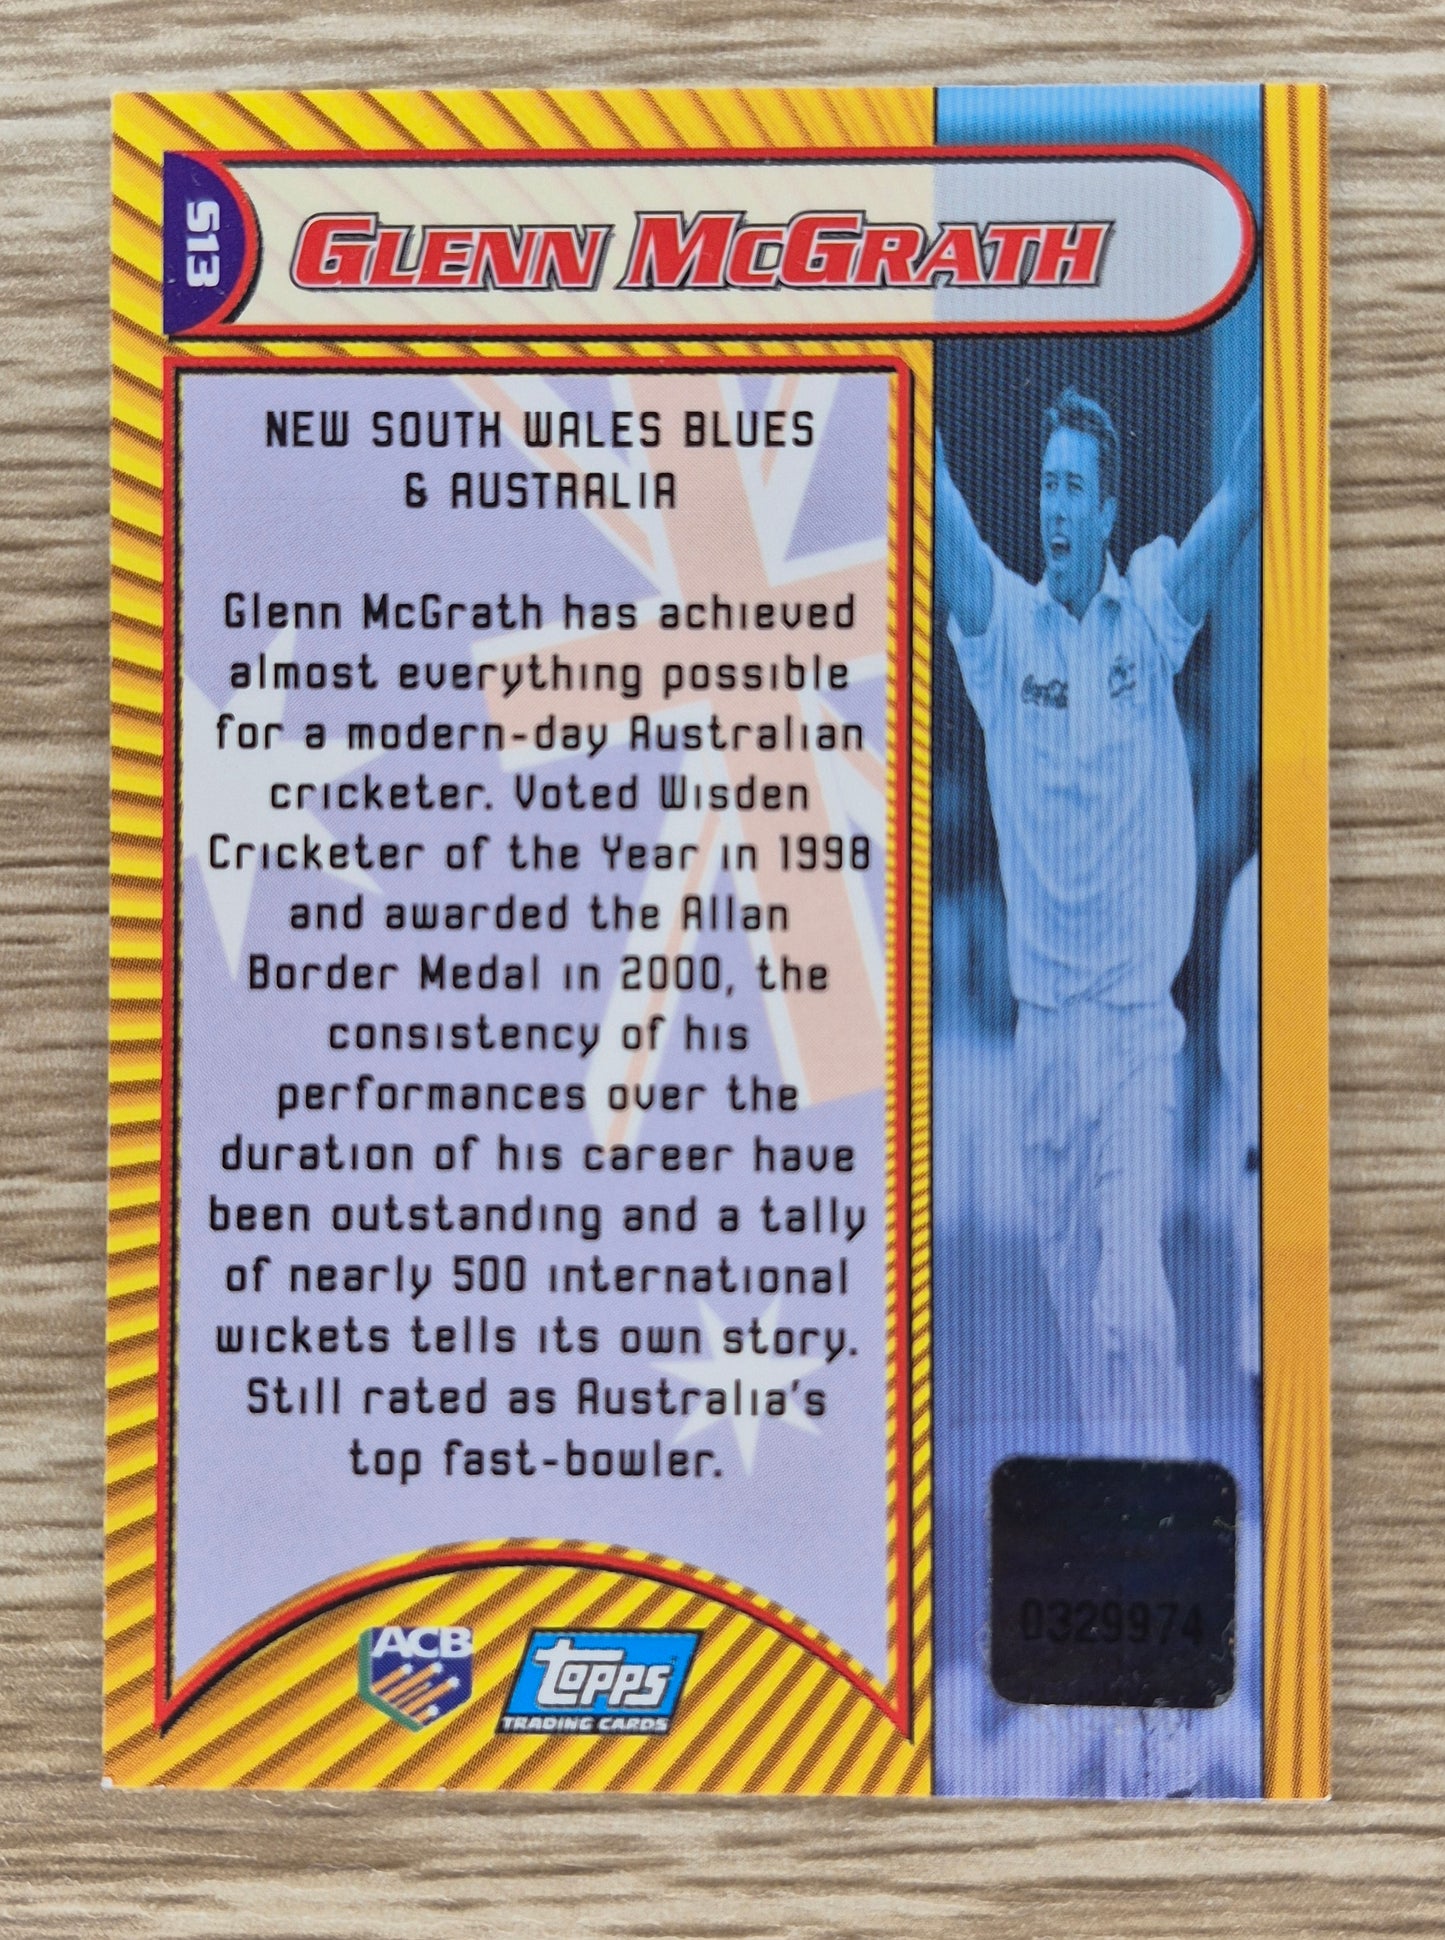 S13
GLENN McGRATH
NEW SOUTH WALES BLUES
& AUSTRALIA
Glenn McGrath has achieved
almost everything possible
for a modern-day Australian
cricketer. Voted Wisden
Cricketer of the Year in 1998
and awarded the Allan
Border Medal in 2000, the
consistency of his
performances over the
duration of his career have
been outstanding and a tally
of nearly 500 international
wickets tells its own story.
Still rated as Australia's
top fast-bowler.
Coca-Cola
0329974
ACB
topps
TRADING CARDS